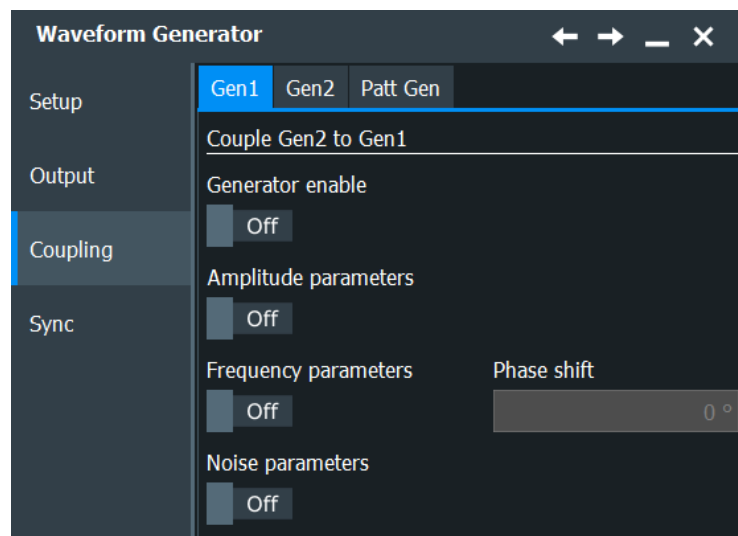 Waveform Generator
Setup
Output
Coupling
Sync
Gen1 Gen2 Patt Gen
Couple Gen2 to Gen1
Generator enable
Off
Amplitude parameters
Off
Frequency parameters Phase shift
Off 0 °
Noise parameters
Off